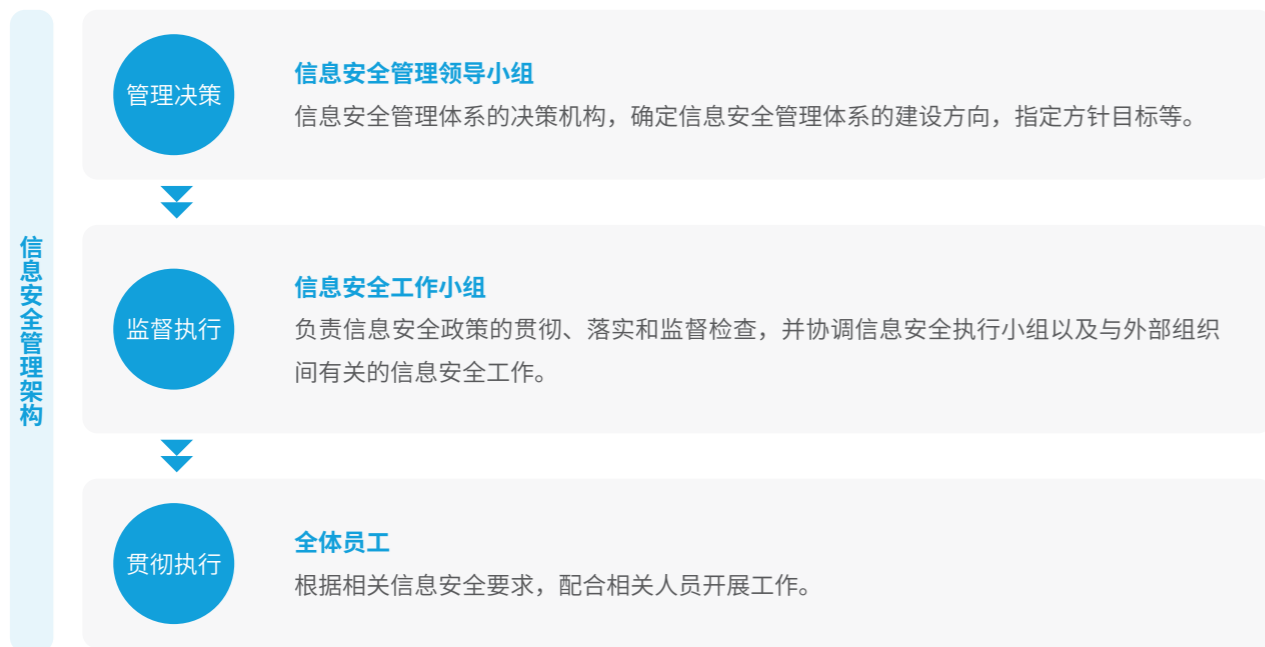 信息安全管理架构
管理决策
信息安全管理领导小组
信息安全管理体系的决策机构，确定信息安全管理体系的建设方向，指定方针目标等。
监督执行
信息安全工作小组
负责信息安全政策的贯彻、落实和监督检查，并协调信息安全执行小组以及与外部组织
间有关的信息安全工作。
贯彻执行
全体员工
根据相关信息安全要求，配合相关人员开展工作。